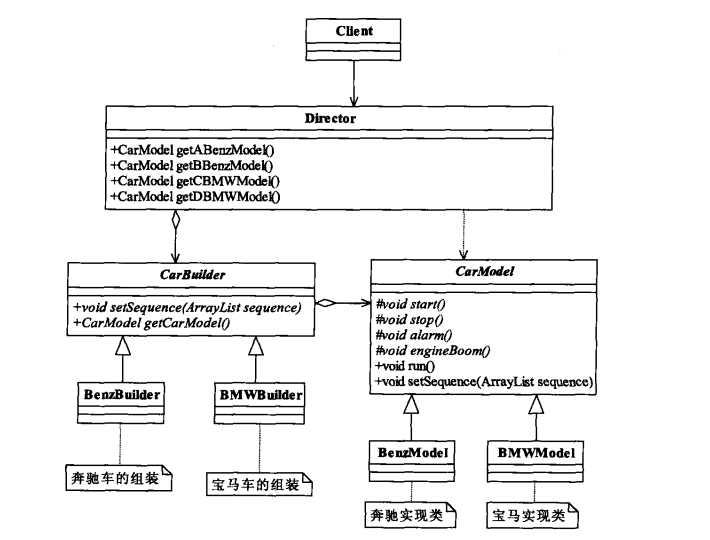 Client
Director
+CarModel getABenzModel()
+CarModel getBBenzModel()
+CarModel getCBMWModel()
+CarModel getDBMWModel()
CarBuilder
+void setSequence(ArrayList sequence)
+CarModel getCarModel()
CarModel
#void start()
#void stop()
#void alarm()
#void engineBoom()
+void run()
+void setSequence(ArrayList sequence)
BenzBuilder
BMWBuilder
BenzModel
BMWModel
奔驰车的组装
宝马车的组装
奔驰实现类
宝马实现类